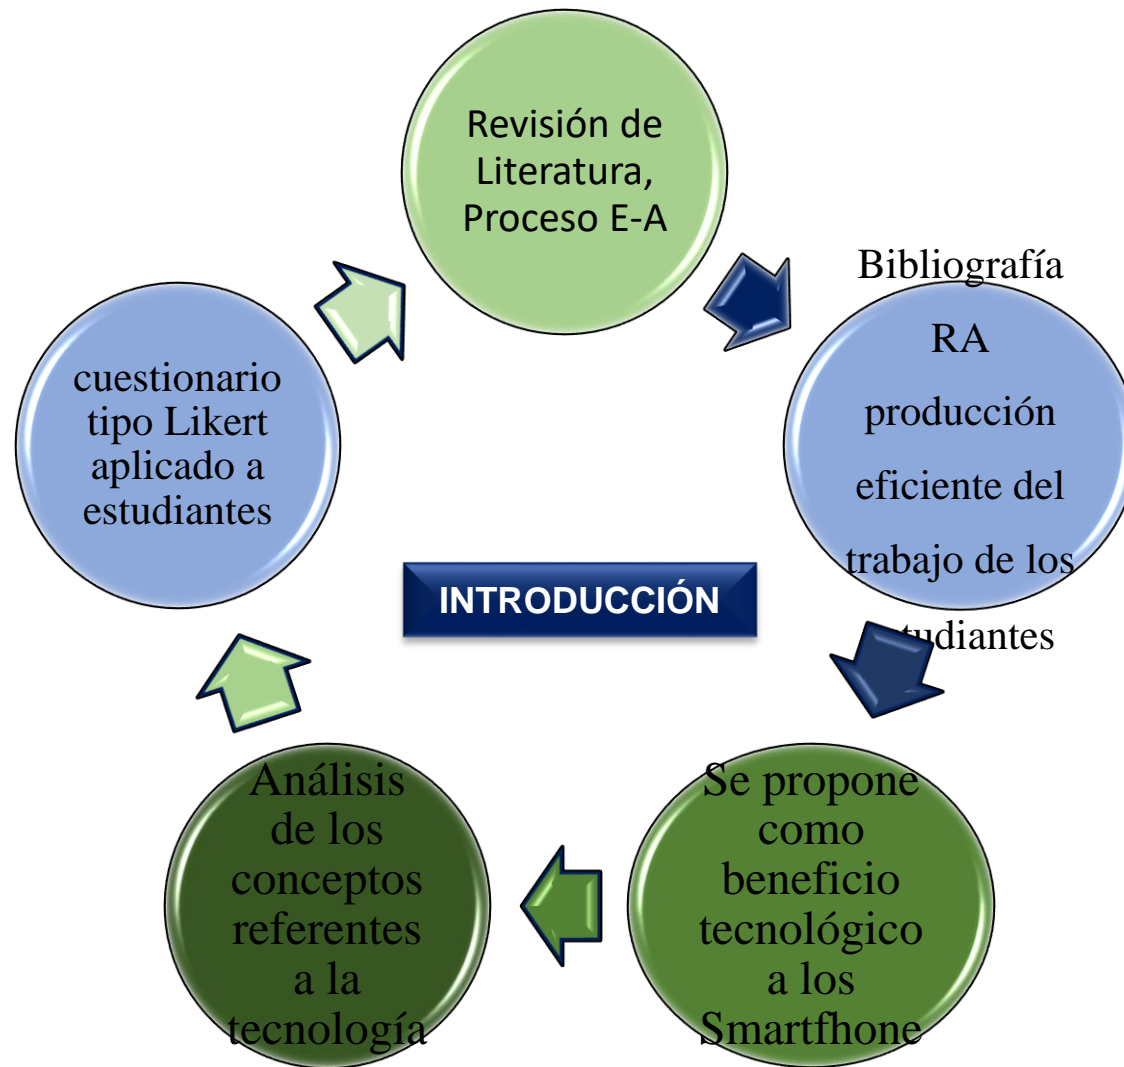 Revisión de
Literatura,
Proceso E-A
Bibliografía
RA
producción
eficiente del
trabajo de los
estudiantes
Se propone
como
beneficio
tecnológico
a los
Smartfhone
Análisis
de los
conceptos
referentes
a la
tecnología
cuestionario
tipo Likert
aplicado a
estudiantes
INTRODUCCIÓN